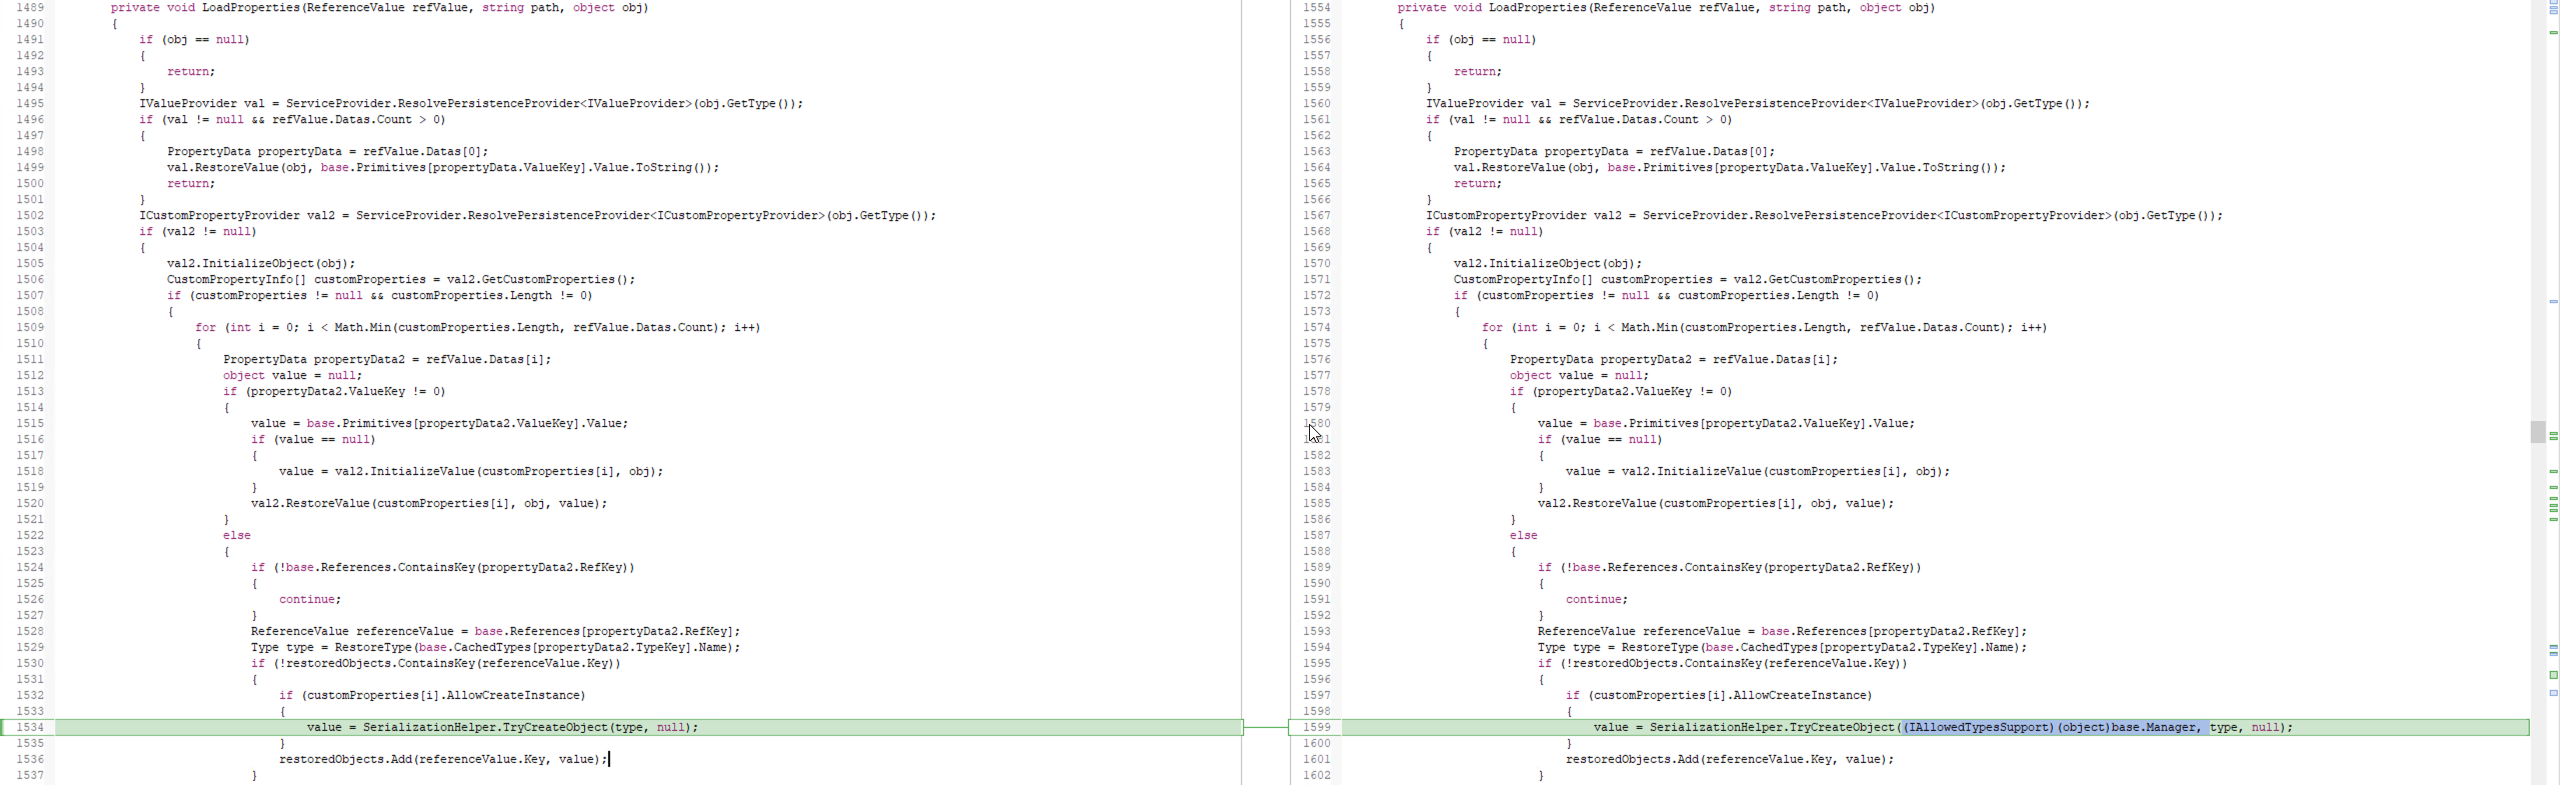 1489 private void LoadProperties(ReferenceValue refValue, string path, object obj)
1490 {
1491 if (obj == null)
1492 {
1493 return;
1494 }
1495 IValueProvider val = ServiceProvider.ResolvePersistenceProvider<IValueProvider>(obj.GetType());
1496 if (val != null && refValue.Datas.Count > 0)
1497 {
1498 PropertyData propertyData = refValue.Datas[0];
1499 val.RestoreValue(obj, base.Primitives[propertyData.ValueKey].Value.ToString());
1500 return;
1501 }
1502 ICustomPropertyProvider val2 = ServiceProvider.ResolvePersistenceProvider<ICustomPropertyProvider>(obj.GetType());
1503 if (val2 != null)
1504 {
1505 val2.InitializeObject(obj);
1506 CustomPropertyInfo[] customProperties = val2.GetCustomProperties();
1507 if (customProperties != null && customProperties.Length != 0)
1508 {
1509 for (int i = 0; i < Math.Min(customProperties.Length, refValue.Datas.Count); i++)
1510 {
1511 PropertyData propertyData2 = refValue.Datas[i];
1512 object value = null;
1513 if (propertyData2.ValueKey != 0)
1514 {
1515 value = base.Primitives[propertyData2.ValueKey].Value;
1516 if (value == null)
1517 {
1518 value = val2.InitializeValue(customProperties[i], obj);
1519 }
1520 val2.RestoreValue(customProperties[i], obj, value);
1521 }
1522 else
1523 {
1524 if (!base.References.ContainsKey(propertyData2.RefKey))
1525 {
1526 continue;
1527 }
1528 ReferenceValue referenceValue = base.References[propertyData2.RefKey];
1529 Type type = RestoreType(base.CachedTypes[propertyData2.TypeKey].Name);
1530 if (!restoredObjects.ContainsKey(referenceValue.Key))
1531 {
1532 if (customProperties[i].AllowCreateInstance)
1533 {
1534 value = SerializationHelper.TryCreateObject(type, null);
1535 }
1536 restoredObjects.Add(referenceValue.Key, value);
1537 }
1554 private void LoadProperties(ReferenceValue refValue, string path, object obj)
1555 {
1556 if (obj == null)
1557 {
1558 return;
1559 }
1560 IValueProvider val = ServiceProvider.ResolvePersistenceProvider<IValueProvider>(obj.GetType());
1561 if (val != null && refValue.Datas.Count > 0)
1562 {
1563 PropertyData propertyData = refValue.Datas[0];
1564 val.RestoreValue(obj, base.Primitives[propertyData.ValueKey].Value.ToString());
1565 return;
1566 }
1567 ICustomPropertyProvider val2 = ServiceProvider.ResolvePersistenceProvider<ICustomPropertyProvider>(obj.GetType());
1568 if (val2 != null)
1569 {
1570 val2.InitializeObject(obj);
1571 CustomPropertyInfo[] customProperties = val2.GetCustomProperties();
1572 if (customProperties != null && customProperties.Length != 0)
1573 {
1574 for (int i = 0; i < Math.Min(customProperties.Length, refValue.Datas.Count); i++)
1575 {
1576 PropertyData propertyData2 = refValue.Datas[i];
1577 object value = null;
1578 if (propertyData2.ValueKey != 0)
1579 {
1580 value = base.Primitives[propertyData2.ValueKey].Value;
1581 if (value == null)
1582 {
1583 value = val2.InitializeValue(customProperties[i], obj);
1584 }
1585 val2.RestoreValue(customProperties[i], obj, value);
1586 }
1587 else
1588 {
1589 if (!base.References.ContainsKey(propertyData2.RefKey))
1590 {
1591 continue;
1592 }
1593 ReferenceValue referenceValue = base.References[propertyData2.RefKey];
1594 Type type = RestoreType(base.CachedTypes[propertyData2.TypeKey].Name);
1595 if (!restoredObjects.ContainsKey(referenceValue.Key))
1596 {
1597 if (customProperties[i].AllowCreateInstance)
1598 {
1599 value = SerializationHelper.TryCreateObject((IAllowedTypesSupport)(object)base.Manager, type, null);
1600 }
1601 restoredObjects.Add(referenceValue.Key, value);
1602 }